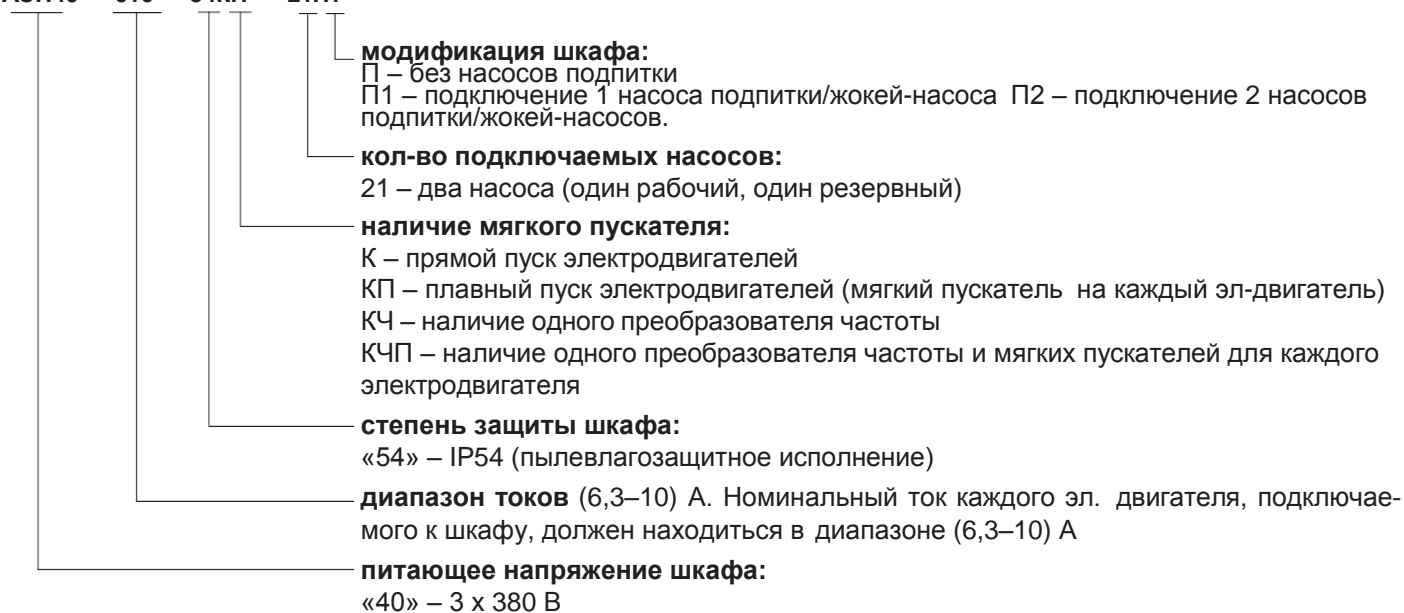 модификация шкафа:
П – без насосов подпитки
П1 – подключение 1 насоса подпитки/жокей-насоса П2 – подключение 2 насосов
подпитки/жокей-насосов.
кол-во подключаемых насосов:
21 – два насоса (один рабочий, один резервный)
наличие мягкого пускателя:
К – прямой пуск электродвигателей
КП – плавный пуск электродвигателей (мягкий пускатель на каждый эл-двигатель)
КЧ – наличие одного преобразователя частоты
КЧП – наличие одного преобразователя частоты и мягких пускателей для каждого
электродвигателя
степень защиты шкафа:
«54» – IP54 (пылевлагозащитное исполнение)
диапазон токов (6,3–10) А. Номинальный ток каждого эл. двигателя, подключае-
мого к шкафу, должен находиться в диапазоне (6,3–10) А
питающее напряжение шкафа:
«40» – 3 x 380 В